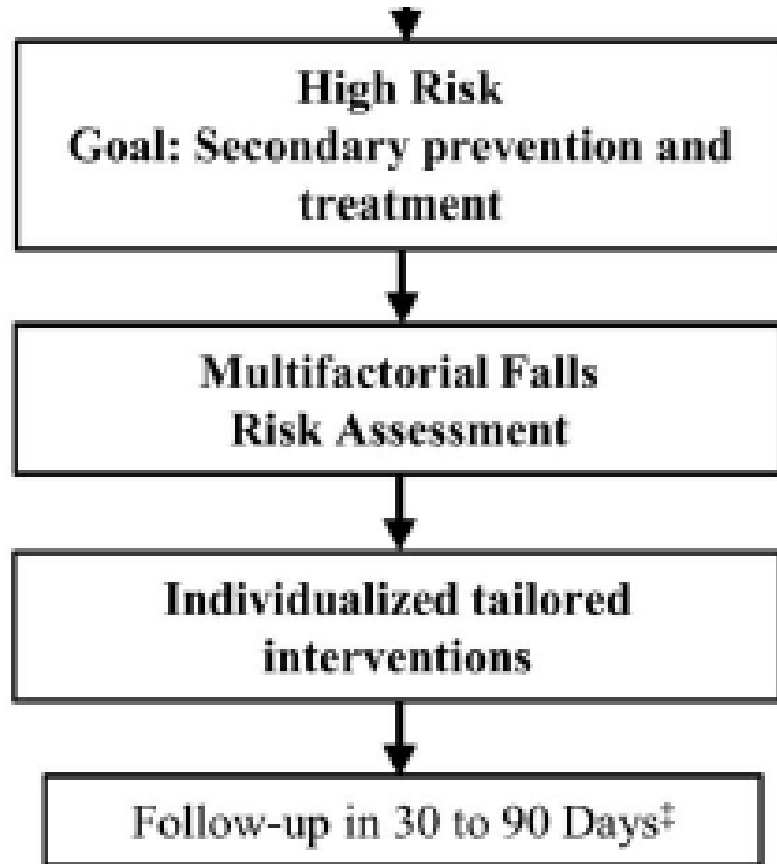 High Risk
Goal: Secondary prevention and
treatment
Multifactorial Falls
Risk Assessment
Individualized tailored
interventions
Follow-up in 30 to 90 Days‡